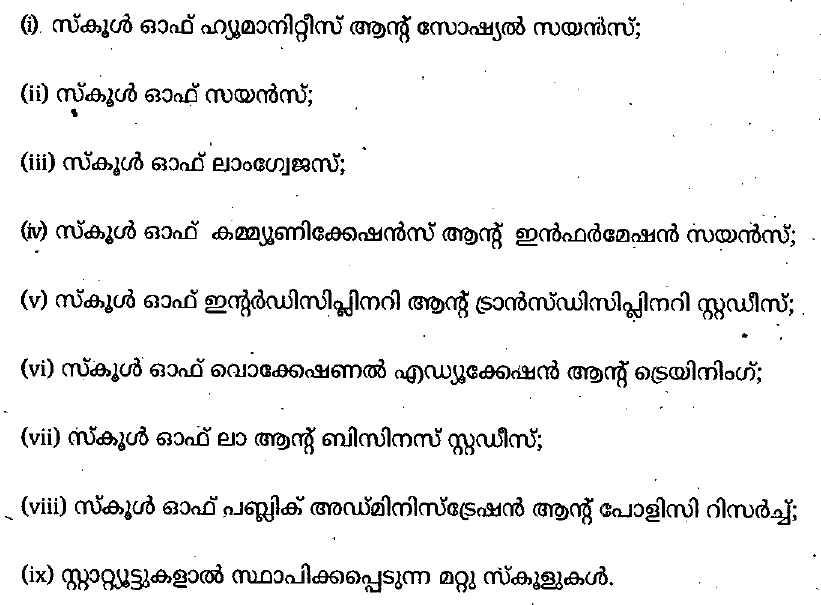 (i) സ്കൂൾ ഓഫ് ഹ്യൂമാനിറ്റീസ് ആന്റ് സോഷ്യൽ സയൻസ്;
(ii) സ്കൂൾ ഓഫ് സയൻസ്;
(iii) സ്കൂൾ ഓഫ് ലാംഗ്വേജസ്;
(iv) സ്കൂൾ ഓഫ് കമ്മ്യൂണിക്കേഷൻസ് ആന്റ് ഇൻഫർമേഷൻ സയൻസ്;
(v) സ്കൂൾ ഓഫ് ഇന്റർഡിസിപ്ലിനറി ആന്റ് ട്രാൻസ്ഡിസിപ്ലിനറി സ്റ്റഡീസ്;
(vi) സ്കൂൾ ഓഫ് വൊക്കേഷണൽ എഡ്യൂക്കേഷൻ ആന്റ് ട്രെയിനിംഗ്;
(vii) സ്കൂൾ ഓഫ് ലാ ആന്റ് ബിസിനസ് സ്റ്റഡീസ്;
(viii) സ്കൂൾ ഓഫ് പബ്ലിക് അഡ്മിനിസ്ട്രേഷൻ ആന്റ് പോളിസി റിസർച്ച്;
(ix) സ്റ്റാറ്റ്യൂട്ടുകളാൽ സ്ഥാപിക്കപ്പെടുന്ന മറ്റു സ്കൂളുകൾ.